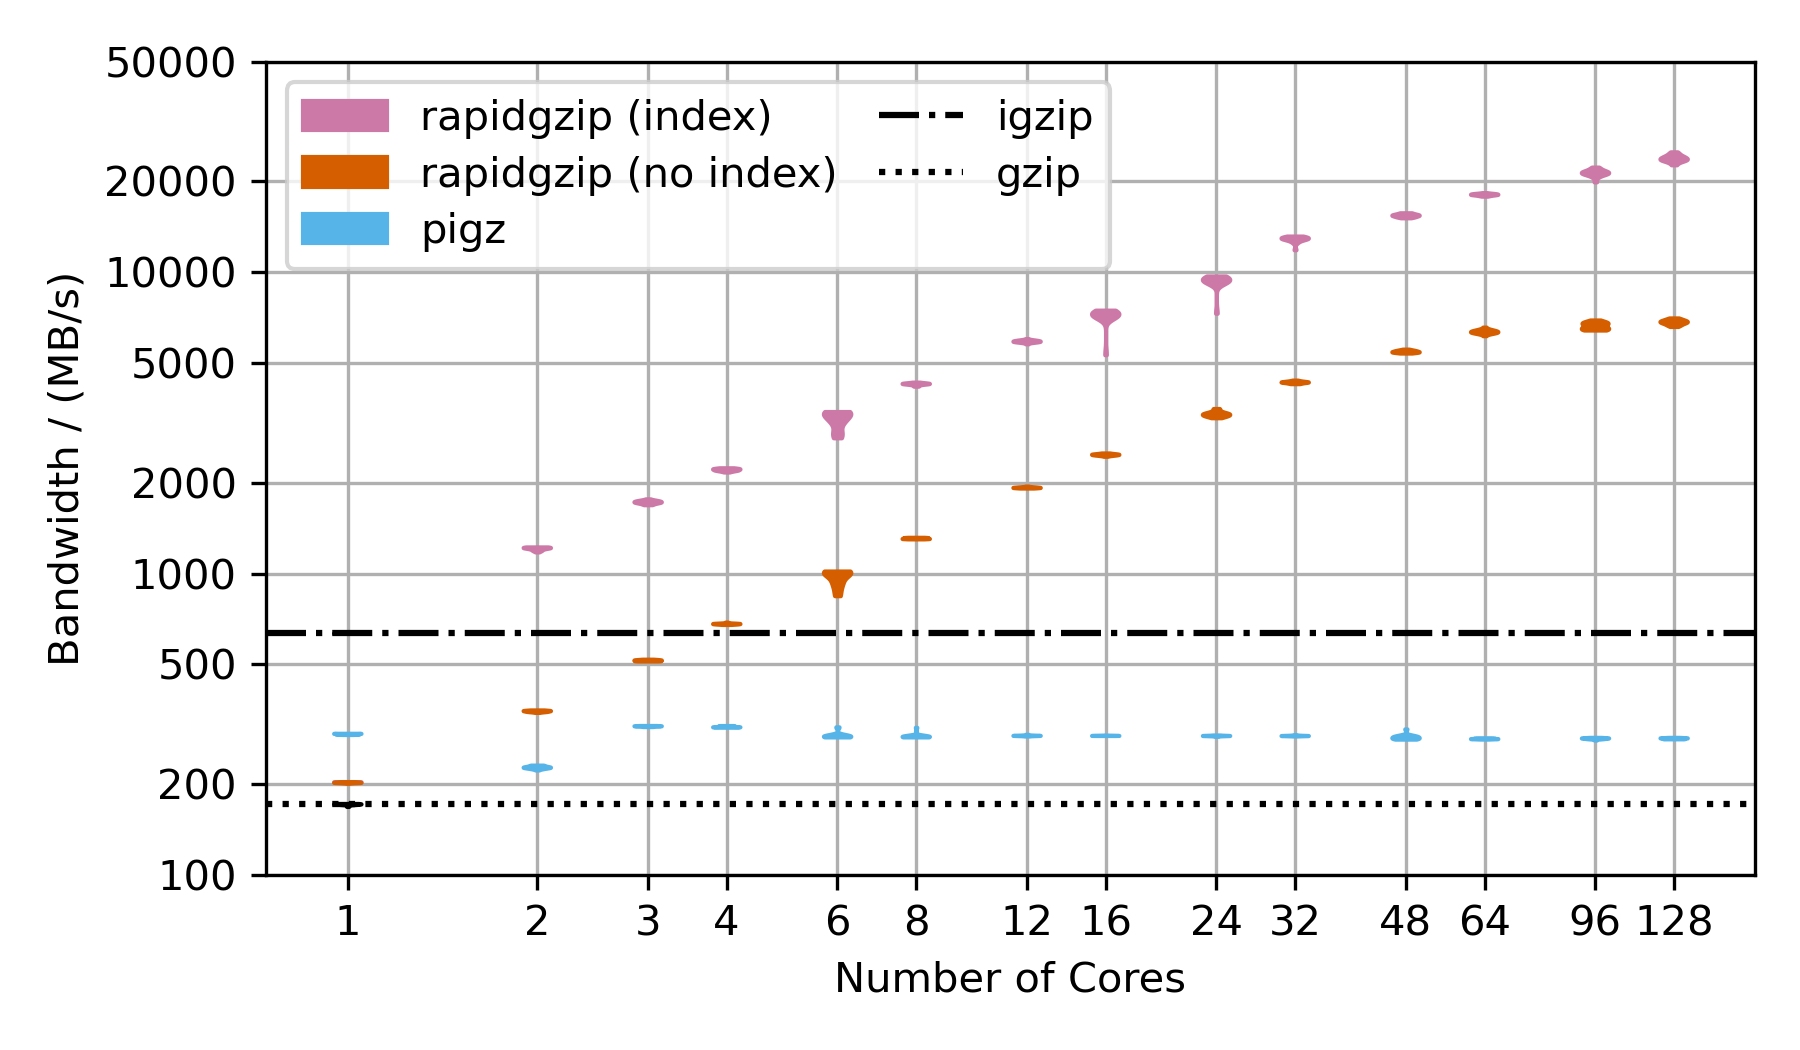 50000
20000
10000
5000
2000
1000
500
200
100
Bandwidth / (MB/s)
rapidgzip (index)
rapidgzip (no index)
pigz
igzip
gzip
1 2 3 4 6 8 12 16 24 32 48 64 96 128
Number of Cores